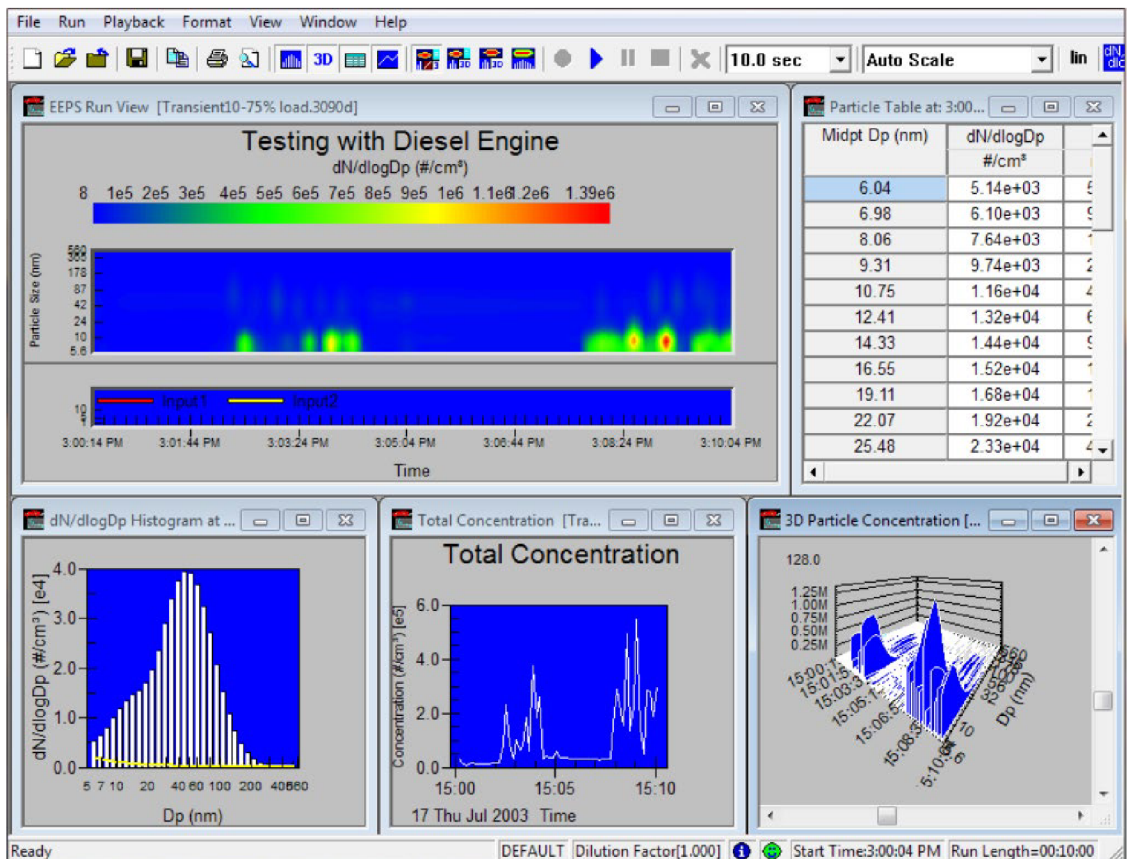 File Run Playback Format View Window Help
3D 10.0 sec Auto Scale lin
EEPS Run View [Transient10-75% load.3090d]
Testing with Diesel Engine
dN/dlogDp (#/cm³)
8 1e5 2e5 3e5 4e5 5e5 6e5 7e5 8e5 9e5 1e6 1.1e6 1.2e6 1.39e6
Particle Size (nm)
178
87
42
24
10
5.6
Input1 Input2
10
3:00:14 PM 3:01:44 PM 3:03:24 PM 3:05:04 PM 3:06:44 PM 3:08:24 PM 3:10:04 PM
Time
Particle Table at: 3:00...
Midpt Dp (nm) dN/dlogDp
#/cm³
6.04 5.14e+03
6.98 6.10e+03
8.06 7.64e+03
9.31 9.74e+03
10.75 1.16e+04
12.41 1.32e+04
14.33 1.44e+04
16.55 1.52e+04
19.11 1.68e+04
22.07 1.92e+04
25.48 2.33e+04
dN/dlogDp Histogram at ...
dN/dlogDp (#/cm³) [e4]
4.0
3.0
2.0
1.0
0.0
5 7 10 20 40 60 100 200
Dp (nm)
Total Concentration [Tra...
Total Concentration
Concentration (#/cm³) [e5]
6.0
4.0
2.0
0.0
15:00 15:05 15:10
17 Thu Jul 2003 Time
3D Particle Concentration [...
128.0
1.25M
1.00M
0.75M
0.50M
0.25M
Dp (nm)
Ready DEFAULT Dilution Factor[1.000] Start Time:3:00:04 PM Run Length=00:10:00